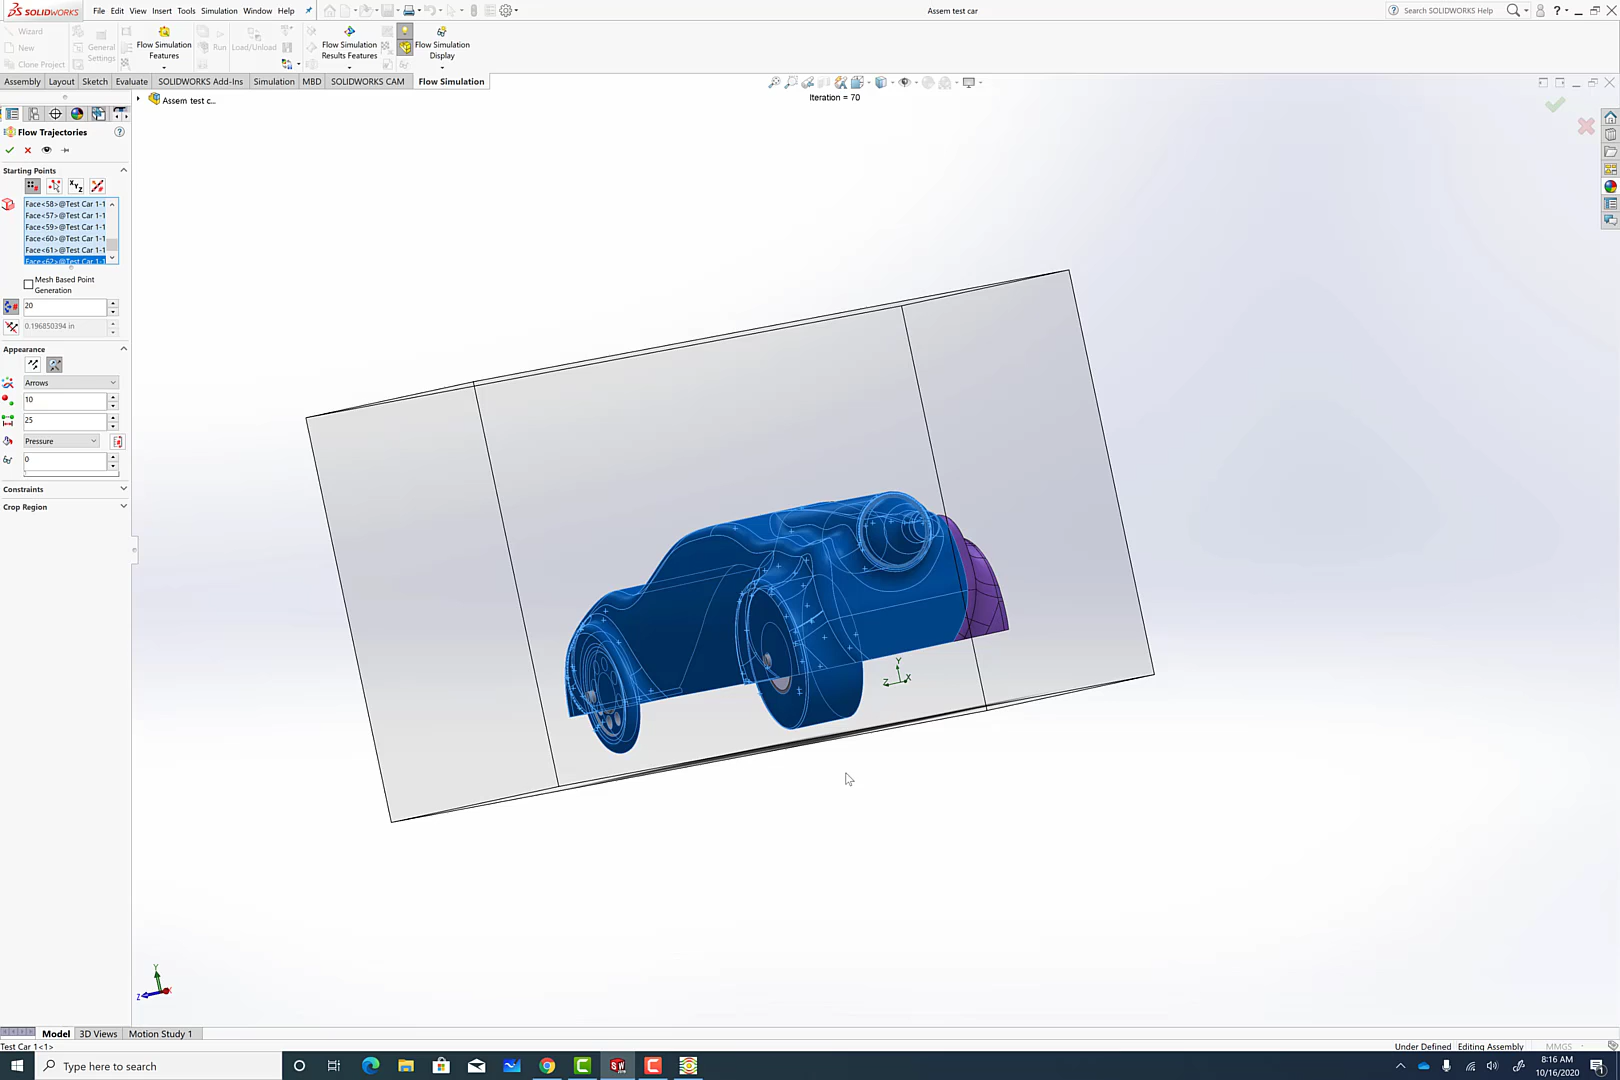 SOLIDWORKS File Edit View Insert Tools Simulation Window Help
Assem test car
Search SOLIDWORKS Help
Wizard
New
Clone Project
General Settings
Flow Simulation Features
Run
Load/Unload
Flow Simulation Results Features
Flow Simulation Display
Assembly Layout Sketch Evaluate SOLIDWORKS Add-Ins Simulation MBD SOLIDWORKS CAM Flow Simulation
Iteration = 70
Assem test c...
Flow Trajectories
Starting Points
Face<58>@Test Car 1-1
Face<57>@Test Car 1-1
Face<59>@Test Car 1-1
Face<60>@Test Car 1-1
Face<61>@Test Car 1-1
Face<62>@Test Car 1-1
Mesh Based Point
Generation
20
0.196850394 in
Appearance
Arrows
10
25
Pressure
0
Constraints
Crop Region
Y
Z X
Y
Z X
Model 3D Views Motion Study 1
Test Car 1<1>
Under Defined Editing Assembly MMGS
Type here to search
8:16 AM
10/16/2020